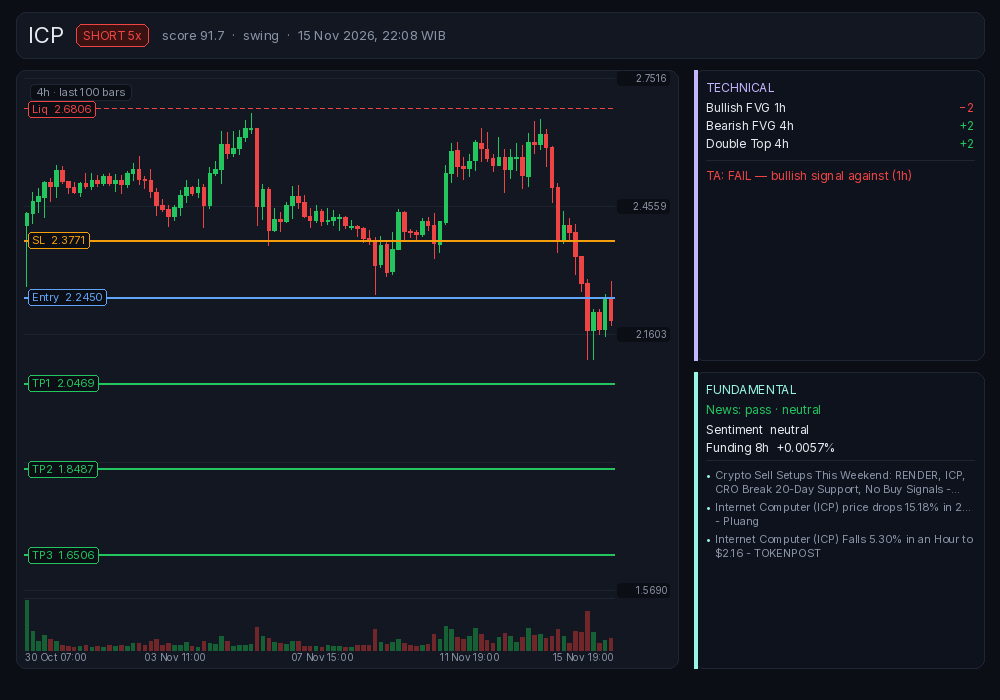 ICP SHORT 5x score 91.7 · swing · 15 Nov 2026, 22:08 WIB
4h · last 100 bars
2.7516
Liq 2.6806
2.4559
SL 2.3771
Entry 2.2450
2.1603
TP1 2.0469
TP2 1.8487
TP3 1.6506
1.5690
30 Oct 07:00 03 Nov 11:00 07 Nov 15:00 11 Nov 19:00 15 Nov 19:00
TECHNICAL
Bullish FVG 1h −2
Bearish FVG 4h +2
Double Top 4h +2
TA: FAIL — bullish signal against (1h)
FUNDAMENTAL
News: pass · neutral
Sentiment neutral
Funding 8h +0.0057%
• Crypto Sell Setups This Weekend: RENDER, ICP,
CRO Break 20-Day Support, No Buy Signals -...
• Internet Computer (ICP) price drops 15.18% in 2...
- Pluang
• Internet Computer (ICP) Falls 5.30% in an Hour to
$2.16 - TOKENPOST